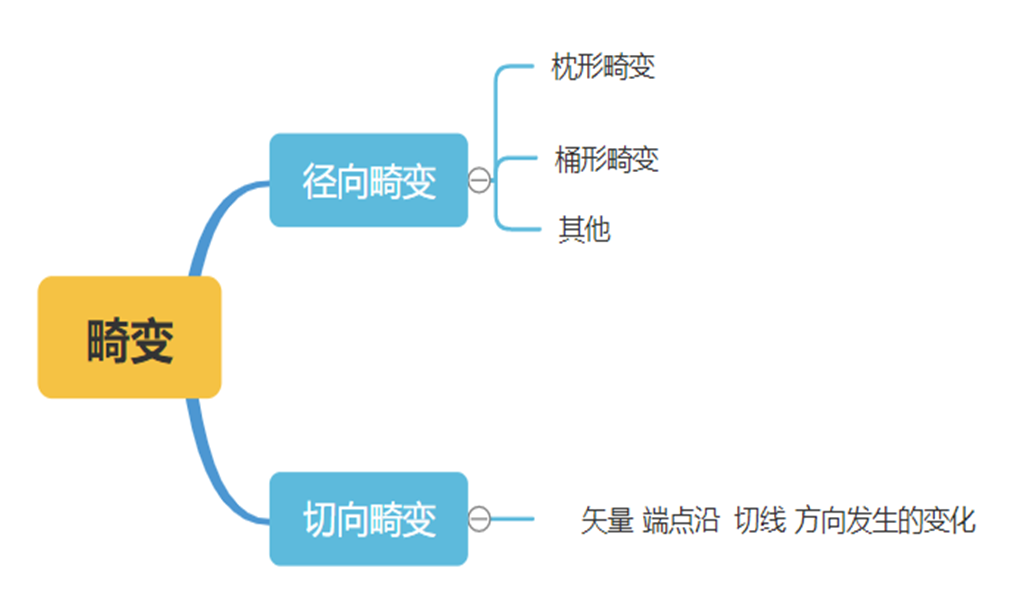 枕形畸变
桶形畸变
径向畸变
其他
畸变
切向畸变
矢量 端点沿 切线 方向发生的变化